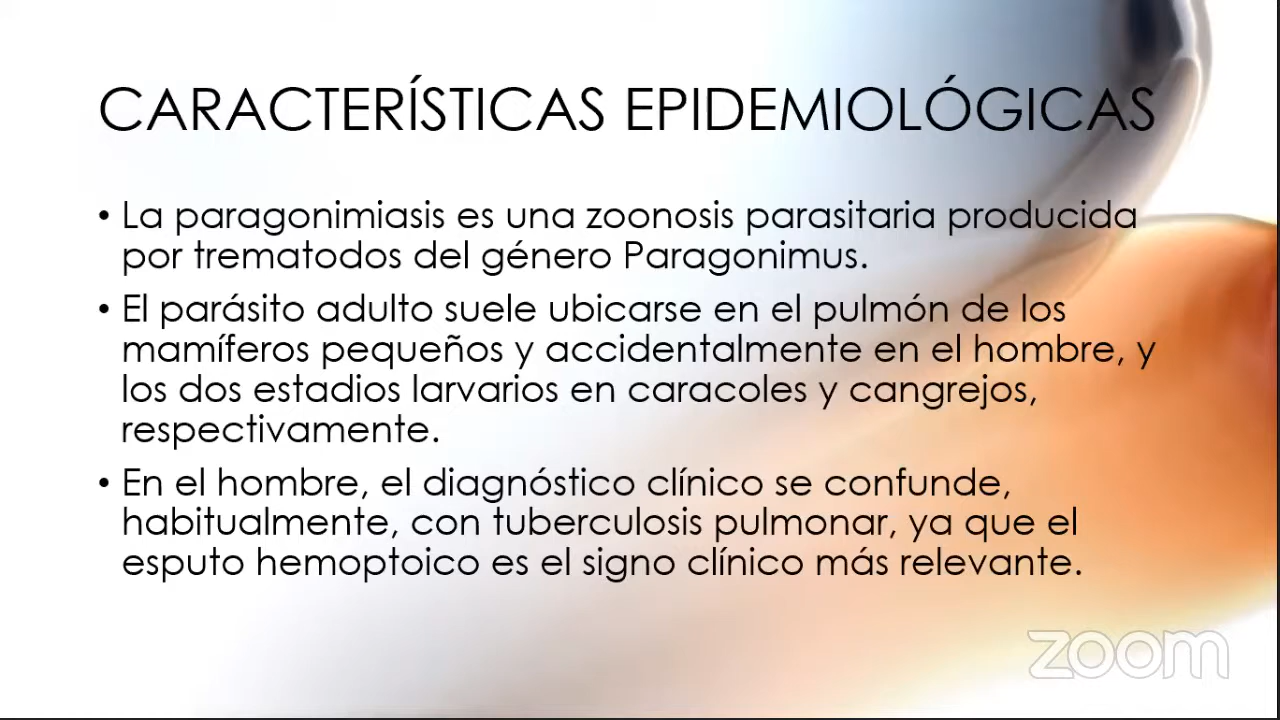 CARACTERÍSTICAS EPIDEMIOLÓGICAS
• La paragonimiasis es una zoonosis parasitaria producida
por trematodos del género Paragonimus.
• El parásito adulto suele ubicarse en el pulmón de los
mamíferos pequeños y accidentalmente en el hombre, y
los dos estadios larvarios en caracoles y cangrejos,
respectivamente.
• En el hombre, el diagnóstico clínico se confunde,
habitualmente, con tuberculosis pulmonar, ya que el
esputo hemoptoico es el signo clínico más relevante.
zoom